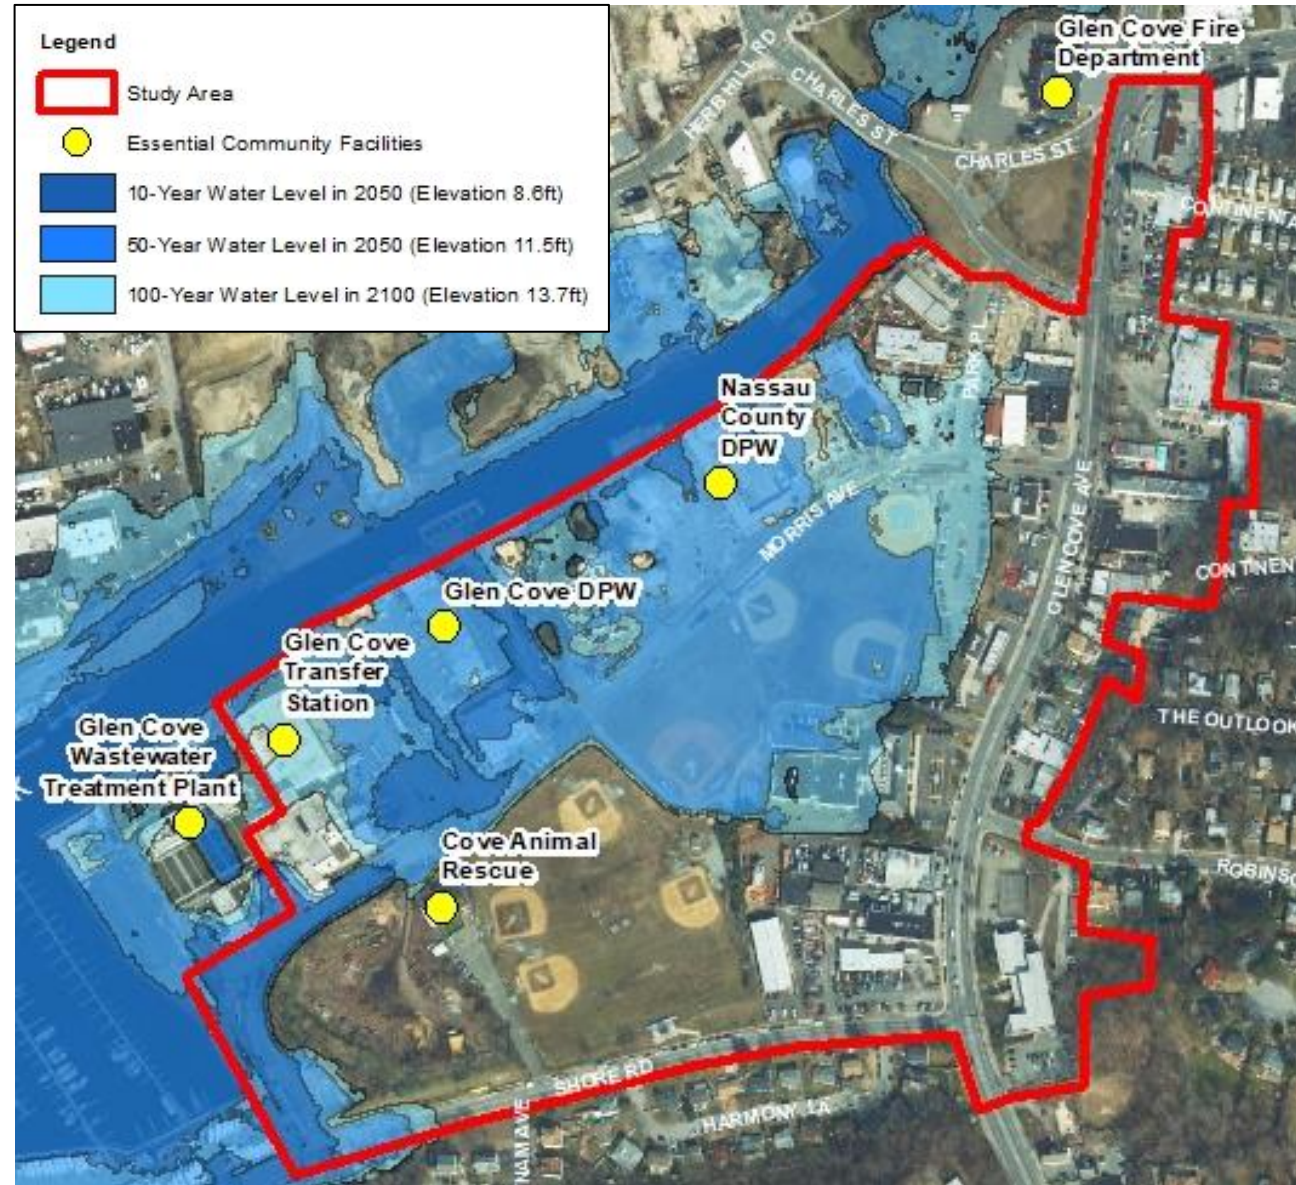 Legend
Study Area
Essential Community Facilities
10-Year Water Level in 2050 (Elevation 8.6ft)
50-Year Water Level in 2050 (Elevation 11.5ft)
100-Year Water Level in 2100 (Elevation 13.7ft)
Glen Cove Fire
Department
HERB HILL RD
CHARLES ST
CHARLES ST
CONTINENTA
PARK PL
Nassau
County
DPW
MORRIS AVE
GLEN COVE AVE
CONTINEN
Glen Cove DPW
Glen Cove
Transfer
Station
Glen Cove
Wastewater
Treatment Plant
THE OUTLOOK
Cove Animal
Rescue
ROBINSO
SHORE RD
HARMONY LA
NAM AVE